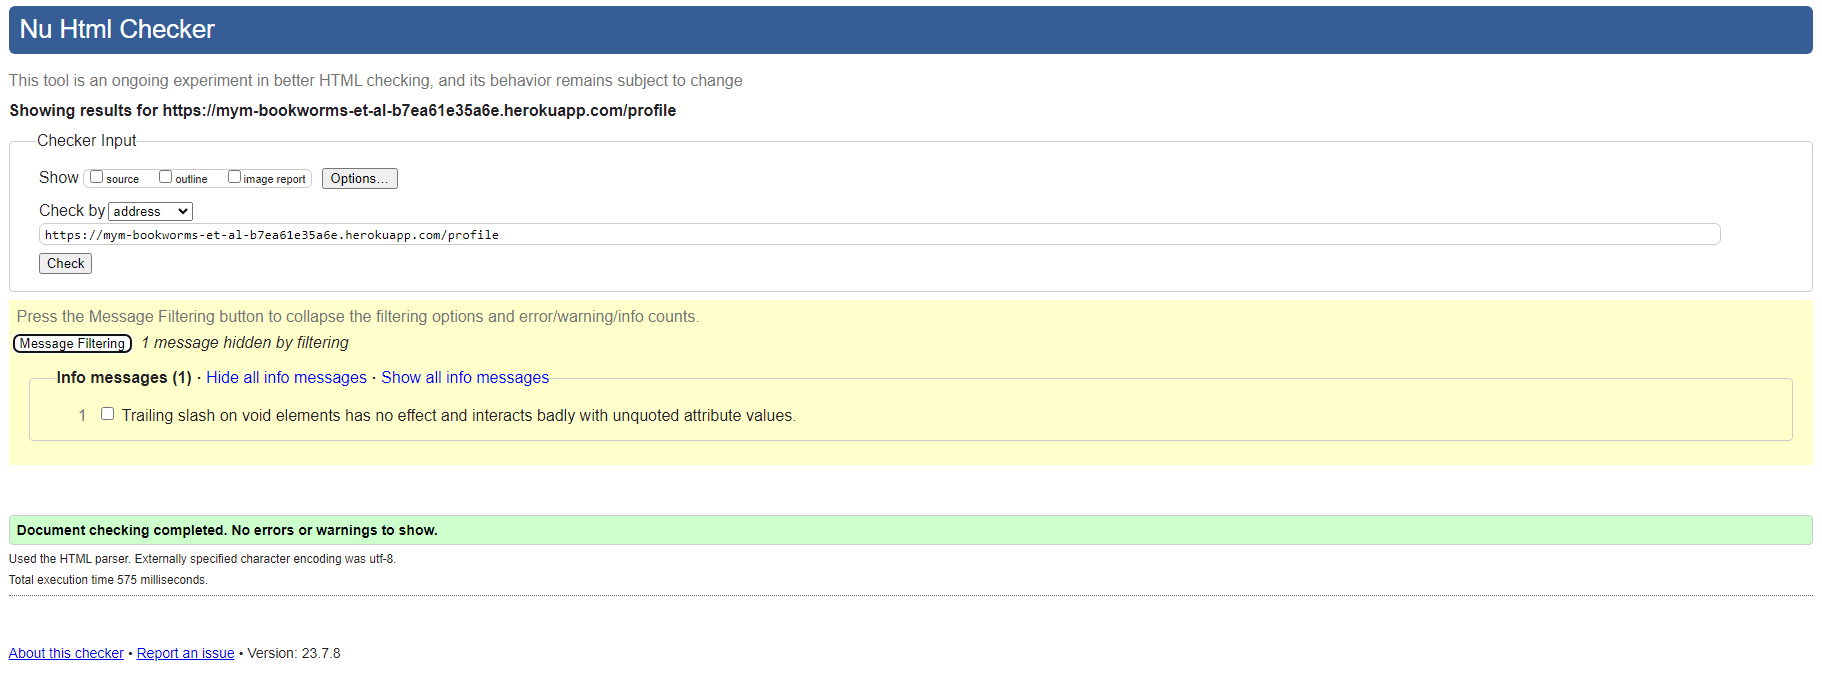 Nu Html Checker
This tool is an ongoing experiment in better HTML checking, and its behavior remains subject to change
Showing results for https://mym-bookworms-et-al-b7ea61e35a6e.herokuapp.com/profile
Checker Input
Show source outline image report Options...
Check by address
https://mym-bookworms-et-al-b7ea61e35a6e.herokuapp.com/profile
Check
Press the Message Filtering button to collapse the filtering options and error/warning/info counts.
Message Filtering 1 message hidden by filtering
Info messages (1) · Hide all info messages · Show all info messages
1 Trailing slash on void elements has no effect and interacts badly with unquoted attribute values.
Document checking completed. No errors or warnings to show.
Used the HTML parser. Externally specified character encoding was utf-8.
Total execution time 575 milliseconds.
About this checker • Report an issue • Version: 23.7.8